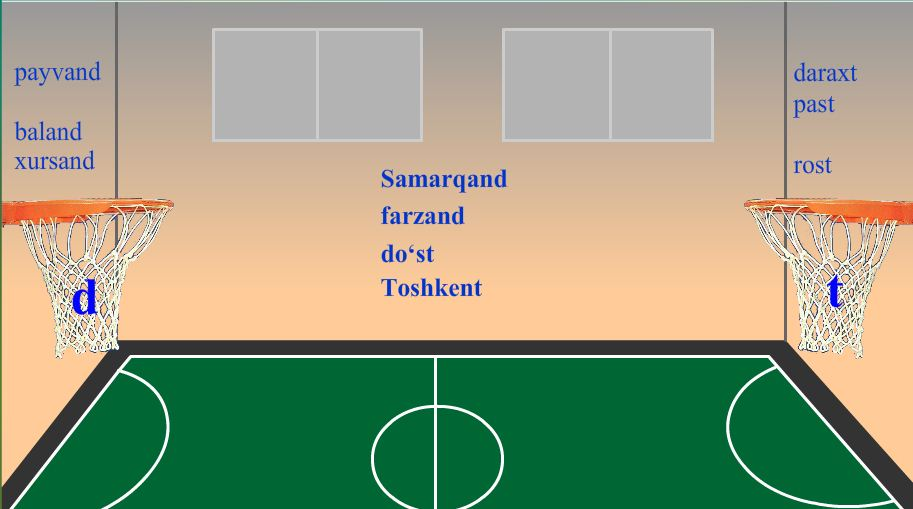 payvand
baland
xursand
d
Samarqand
farzand
do‘st
Toshkent
daraxt
past
rost
t